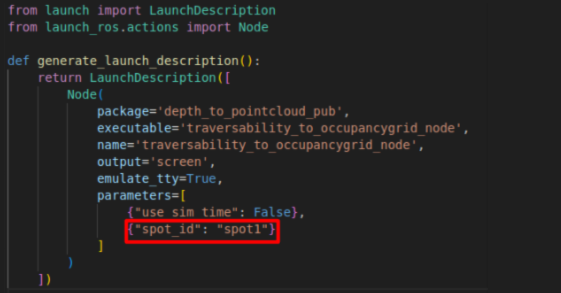 from launch import LaunchDescription
from launch_ros.actions import Node
def generate_launch_description():
    return LaunchDescription([
        Node(
            package='depth_to_pointcloud_pub',
            executable='traversability_to_occupancygrid_node',
            name='traversability_to_occupancygrid_node',
            output='screen',
            emulate_tty=True,
            parameters=[
                {"use_sim_time": False},
                {"spot_id": "spot1"}
            ]
        )
    ])